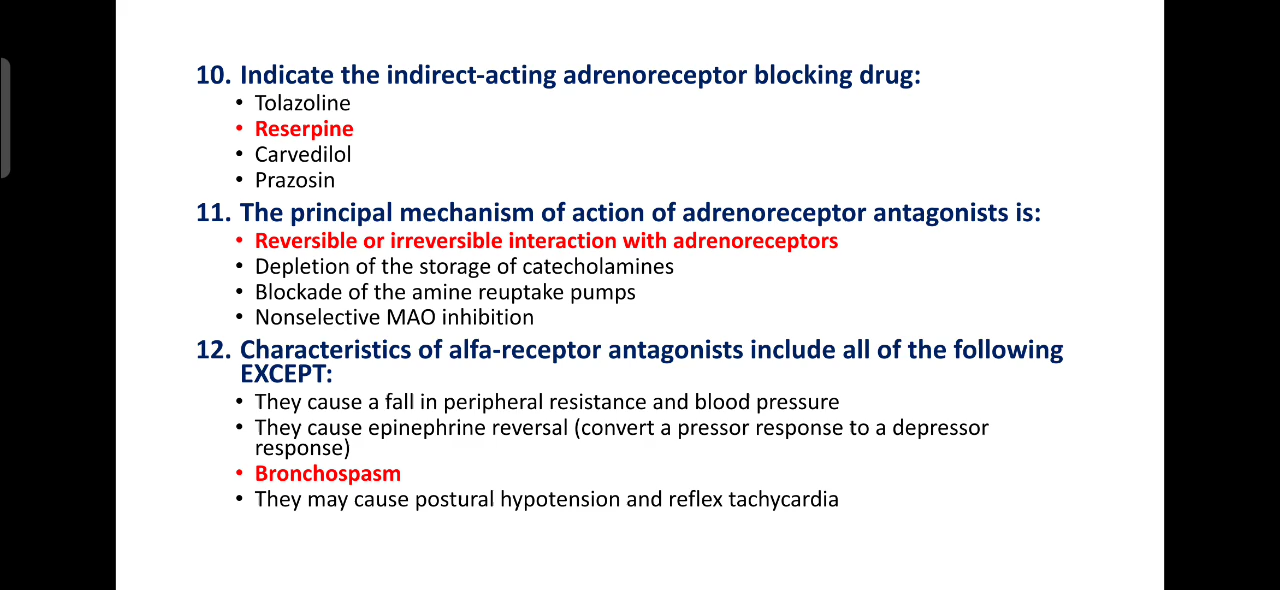 10. Indicate the indirect-acting adrenoreceptor blocking drug:
• Tolazoline
• Reserpine
• Carvedilol
• Prazosin
11. The principal mechanism of action of adrenoreceptor antagonists is:
• Reversible or irreversible interaction with adrenoreceptors
• Depletion of the storage of catecholamines
• Blockade of the amine reuptake pumps
• Nonselective MAO inhibition
12. Characteristics of alfa-receptor antagonists include all of the following
EXCEPT:
• They cause a fall in peripheral resistance and blood pressure
• They cause epinephrine reversal (convert a pressor response to a depressor
response)
• Bronchospasm
• They may cause postural hypotension and reflex tachycardia